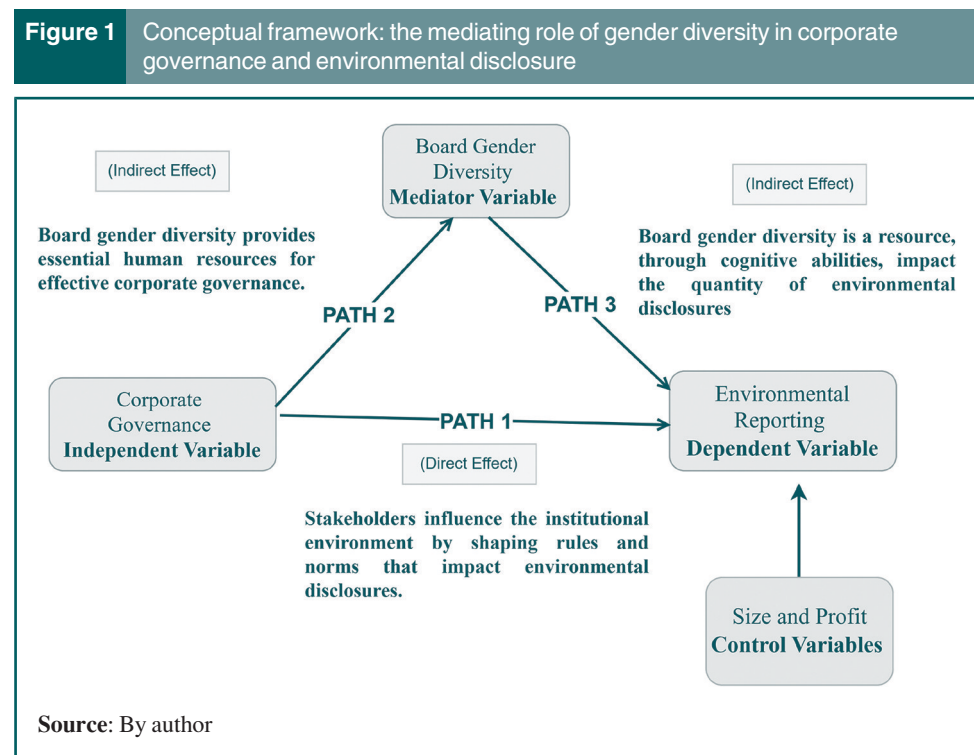 Figure 1
Conceptual framework: the mediating role of gender diversity in corporate
governance and environmental disclosure
Board Gender
Diversity
Mediator Variable
(Indirect Effect)
(Indirect Effect)
Board gender diversity provides
essential human resources for
effective corporate governance.
Board gender diversity is a resource,
through cognitive abilities, impact
the quantity of environmental
disclosures
PATH 2
PATH 3
Corporate
Governance
Independent Variable
PATH 1
(Direct Effect)
Environmental
Reporting
Dependent Variable
Stakeholders influence the institutional
environment by shaping rules and
norms that impact environmental
disclosures.
Size and Profit
Control Variables
Source: By author